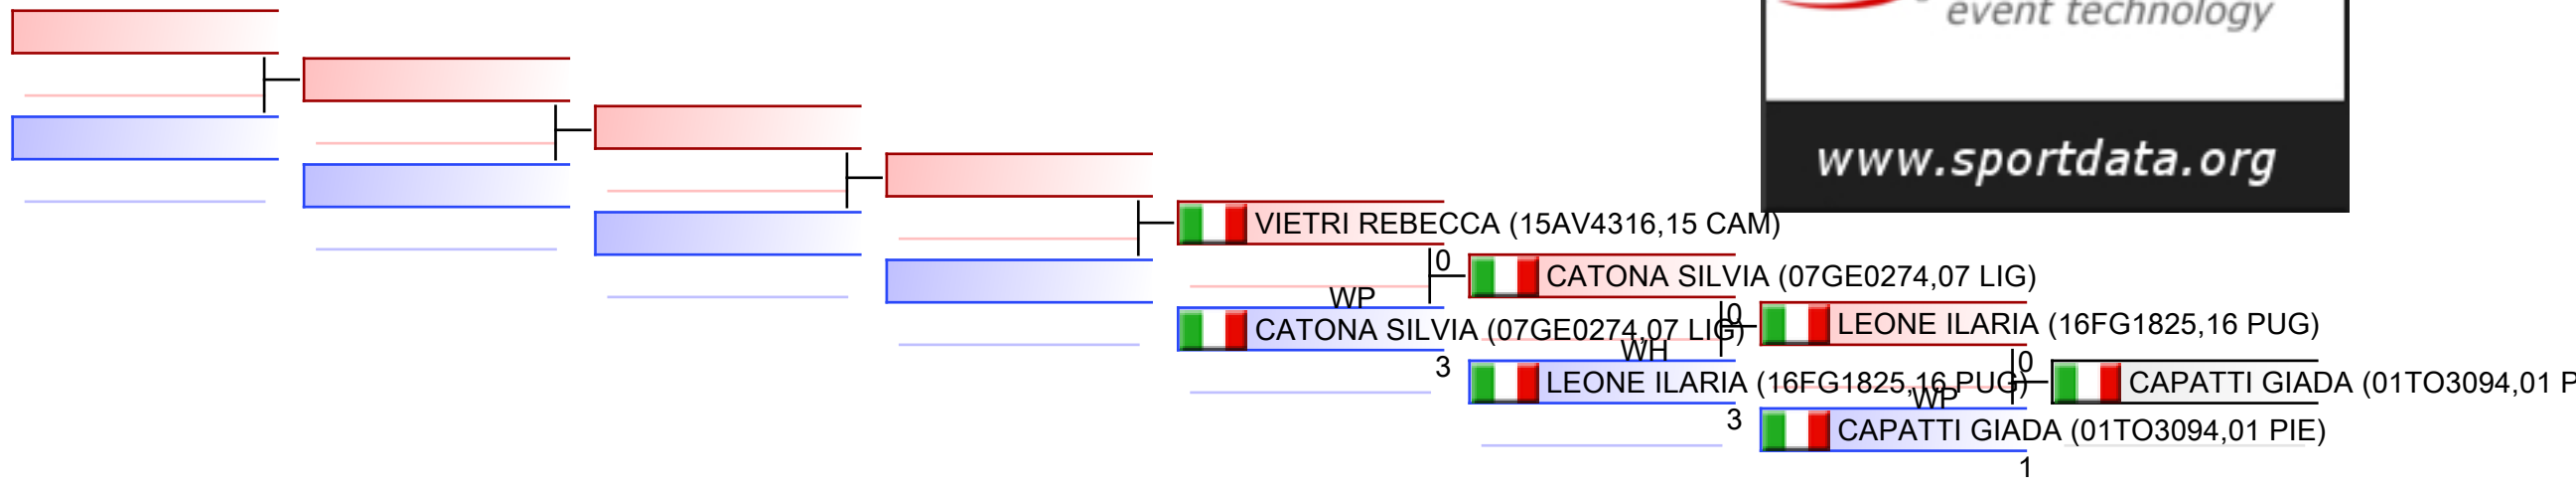 event technology
www.sportdata.org
VIETRI REBECCA (15AV4316,15 CAM)
0
CATONA SILVIA (07GE0274,07 LIG)
WP
CATONA SILVIA (07GE0274,07 LIG)
0
LEONE ILARIA (16FG1825,16 PUG)
WH
3
LEONE ILARIA (16FG1825,16 PUG)
0
CAPATTI GIADA (01TO3094,01 P
WP
3
CAPATTI GIADA (01TO3094,01 PIE)
1